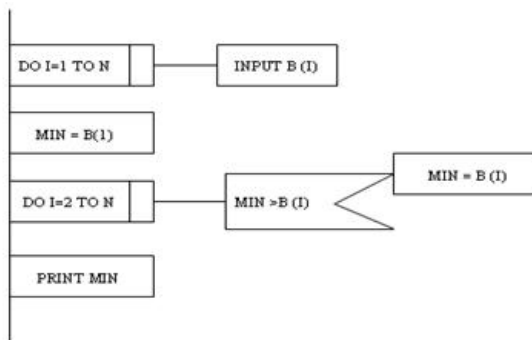 DO I=1 TO N
INPUT B (I)
MIN = B(1)
DO I=2 TO N
MIN >B (I)
MIN = B (I)
PRINT MIN